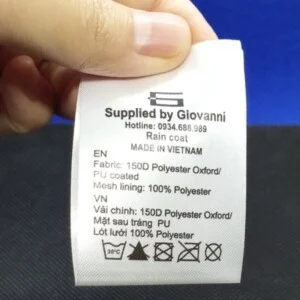 Supplied by Giovanni
Hotline: 0934.688.989
Rain coat
MADE IN VIETNAM
EN
Fabric: 150D Polyester Oxford/
PU coated
Mesh lining: 100% Polyester
VN
Vải chính: 150D Polyester Oxford/
Mặt sau tráng PU
Lót lưới 100% Polyester
30°C